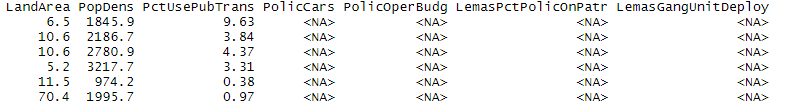 LandArea PopDens PctUsePubTrans PolicCars PolicOperBudg LemasPctPolicOnPatr LemasGangUnitDeploy
6.5 1845.9 9.63 <NA> <NA> <NA> <NA>
10.6 2186.7 3.84 <NA> <NA> <NA> <NA>
10.6 2780.9 4.37 <NA> <NA> <NA> <NA>
5.2 3217.7 3.31 <NA> <NA> <NA> <NA>
11.5 974.2 0.38 <NA> <NA> <NA> <NA>
70.4 1995.7 0.97 <NA> <NA> <NA> <NA>